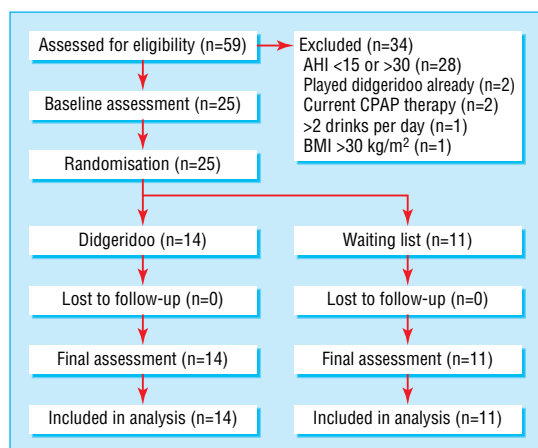 Assessed for eligibility (n=59)
Excluded (n=34)
AHI <15 or >30 (n=28)
Played didgeridoo already (n=2)
Current CPAP therapy (n=2)
>2 drinks per day (n=1)
BMI >30 kg/m² (n=1)
Baseline assessment (n=25)
Randomisation (n=25)
Didgeridoo (n=14)
Waiting list (n=11)
Lost to follow-up (n=0)
Lost to follow-up (n=0)
Final assessment (n=14)
Final assessment (n=11)
Included in analysis (n=14)
Included in analysis (n=11)